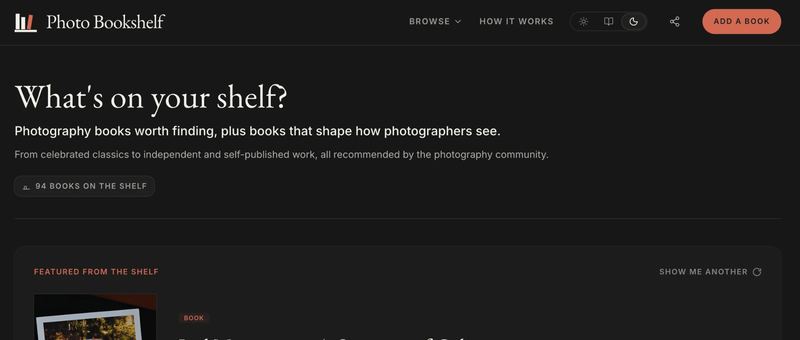 Photo Bookshelf
BROWSE
HOW IT WORKS
ADD A BOOK
What's on your shelf?
Photography books worth finding, plus books that shape how photographers see.
From celebrated classics to independent and self-published work, all recommended by the photography community.
94 BOOKS ON THE SHELF
FEATURED FROM THE SHELF
SHOW ME ANOTHER
BOOK